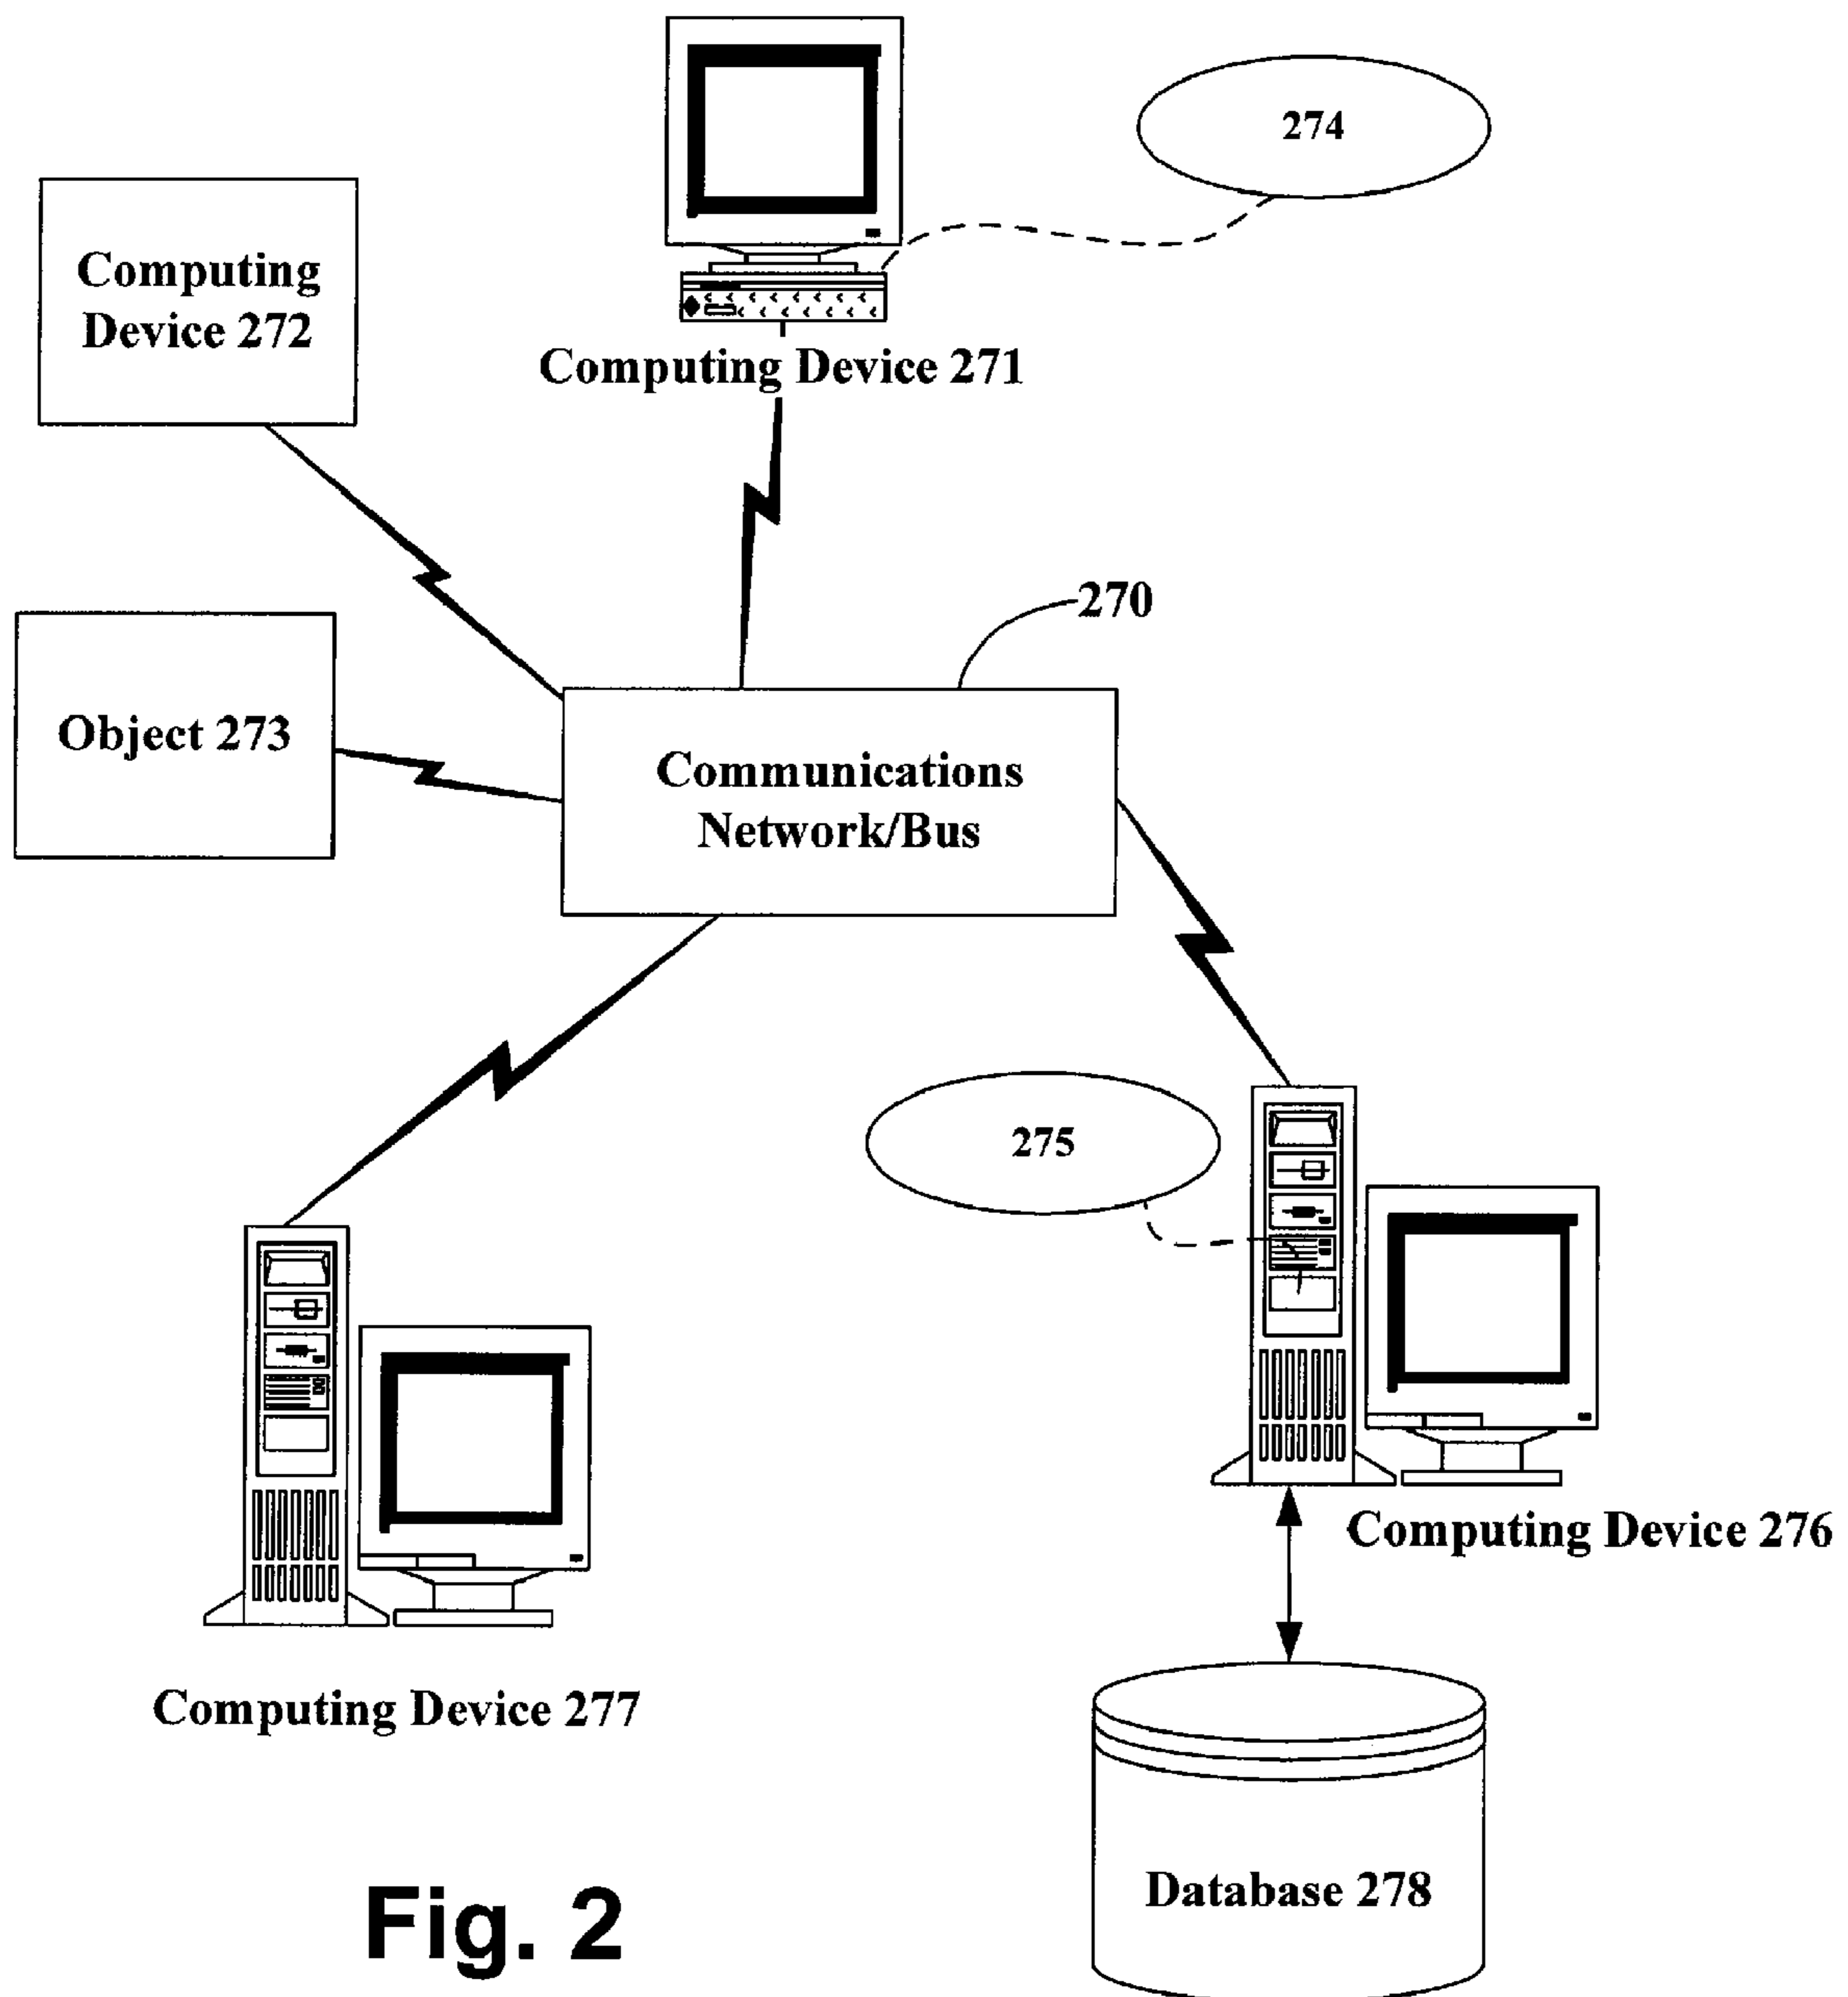 274
Computing
Device 272
Computing Device 271
270
Object 273
Communications
Network/Bus
275
Computing Device 276
Computing Device 277
Database 278
Fig. 2